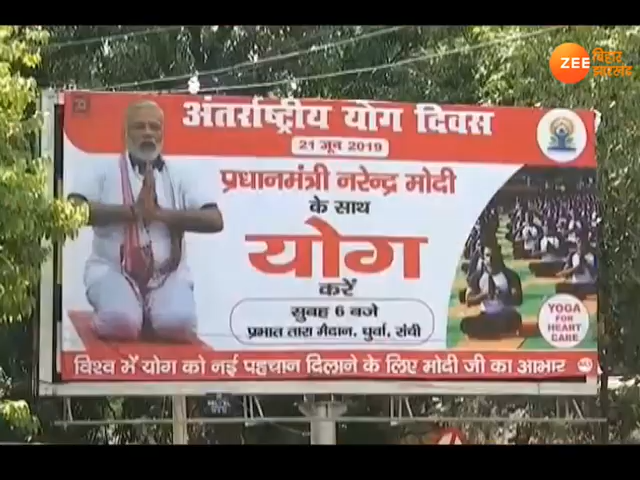 ZEE बिहार
झारखंड
अंतर्राष्ट्रीय योग दिवस
21 जून 2019
प्रधानमंत्री नरेन्द्र मोदी
के साथ
योग
करें
सुबह 6 बजे
प्रभात तारा मैदान, धुर्वा, रांची
YOGA
FOR
HEART
CARE
विश्व में योग को नई पहचान दिलाने के लिए मोदी जी का आभार